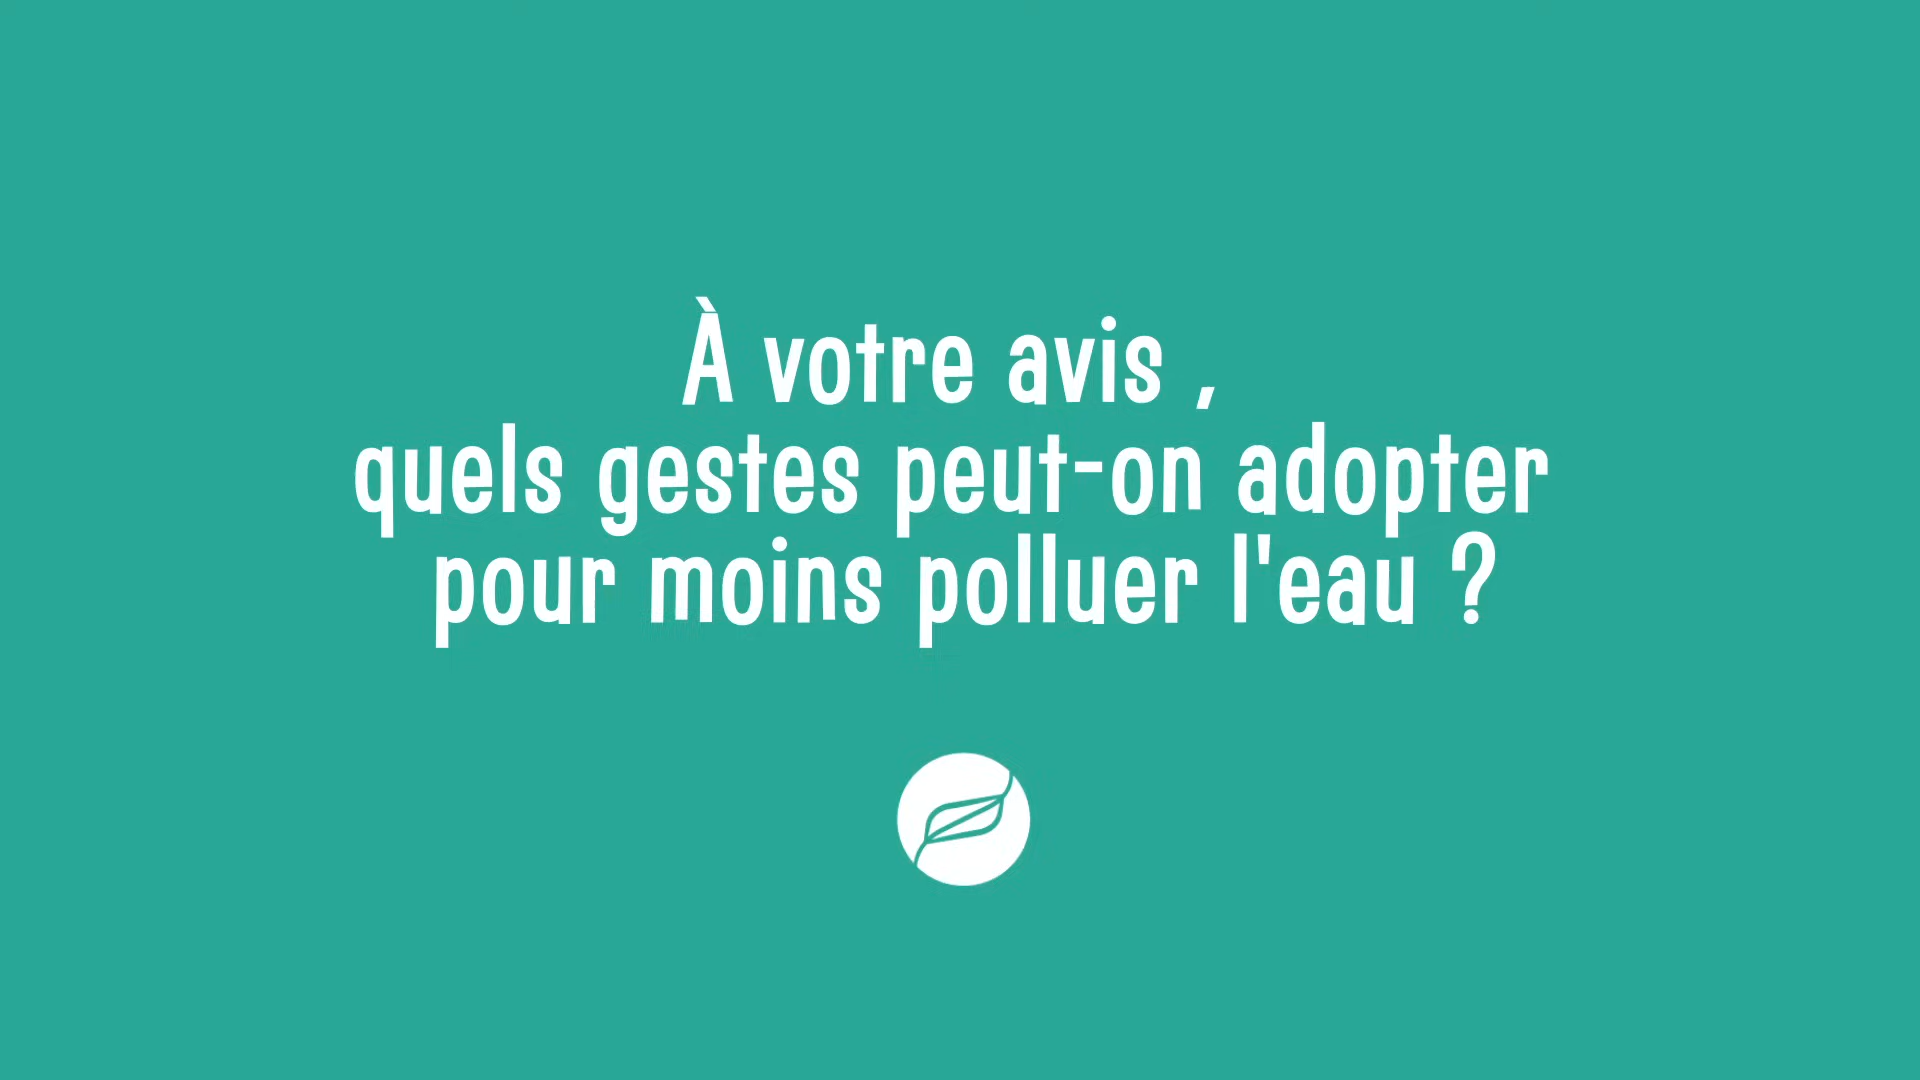 À votre avis ,
quels gestes peut-on adopter
pour moins polluer l'eau ?